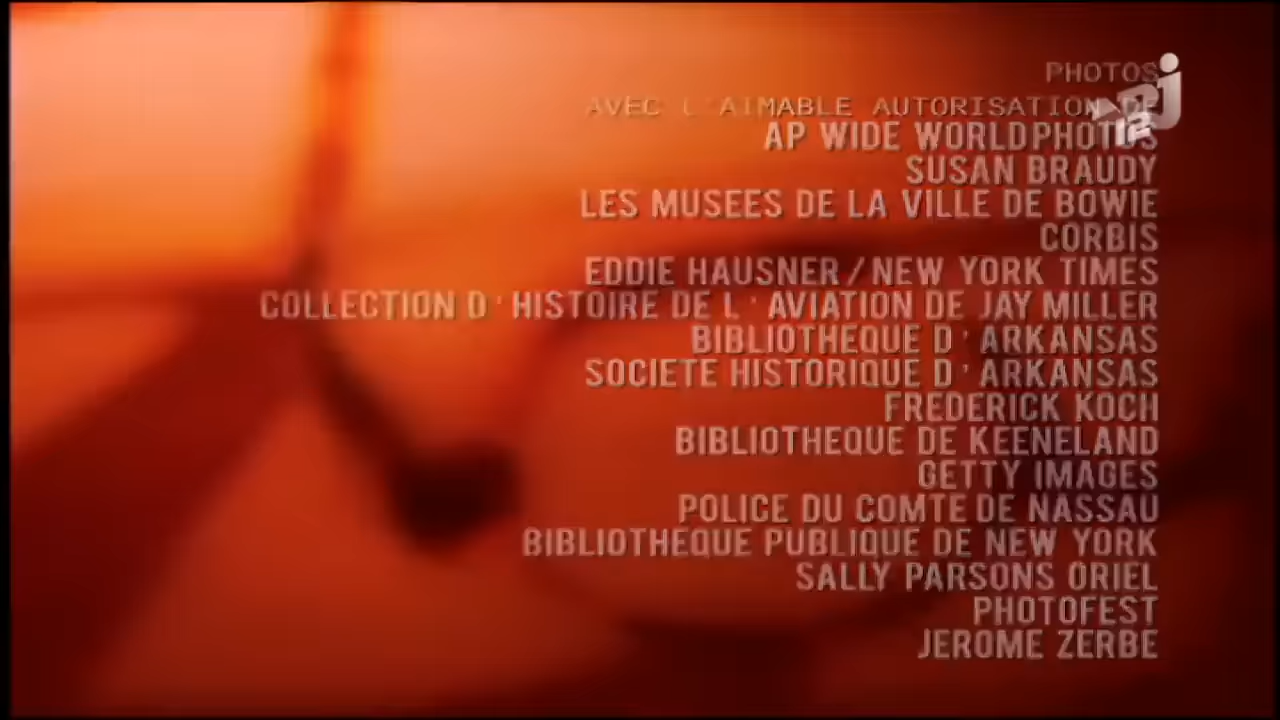 PHOTOS
AVEC L'AIMABLE AUTORISATION DE
AP WIDE WORLDPHOTOS
SUSAN BRAUDY
LES MUSEES DE LA VILLE DE BOWIE
CORBIS
EDDIE HAUSNER/NEW YORK TIMES
COLLECTION D'HISTOIRE DE L'AVIATION DE JAY MILLER
BIBLIOTHEQUE D'ARKANSAS
SOCIETE HISTORIQUE D'ARKANSAS
FREDERICK KOCH
BIBLIOTHEQUE DE KEENELAND
GETTY IMAGES
POLICE DU COMTE DE NASSAU
BIBLIOTHEQUE PUBLIQUE DE NEW YORK
SALLY PARSONS ORIEL
PHOTOFEST
JEROME ZERBE
NRJ
12